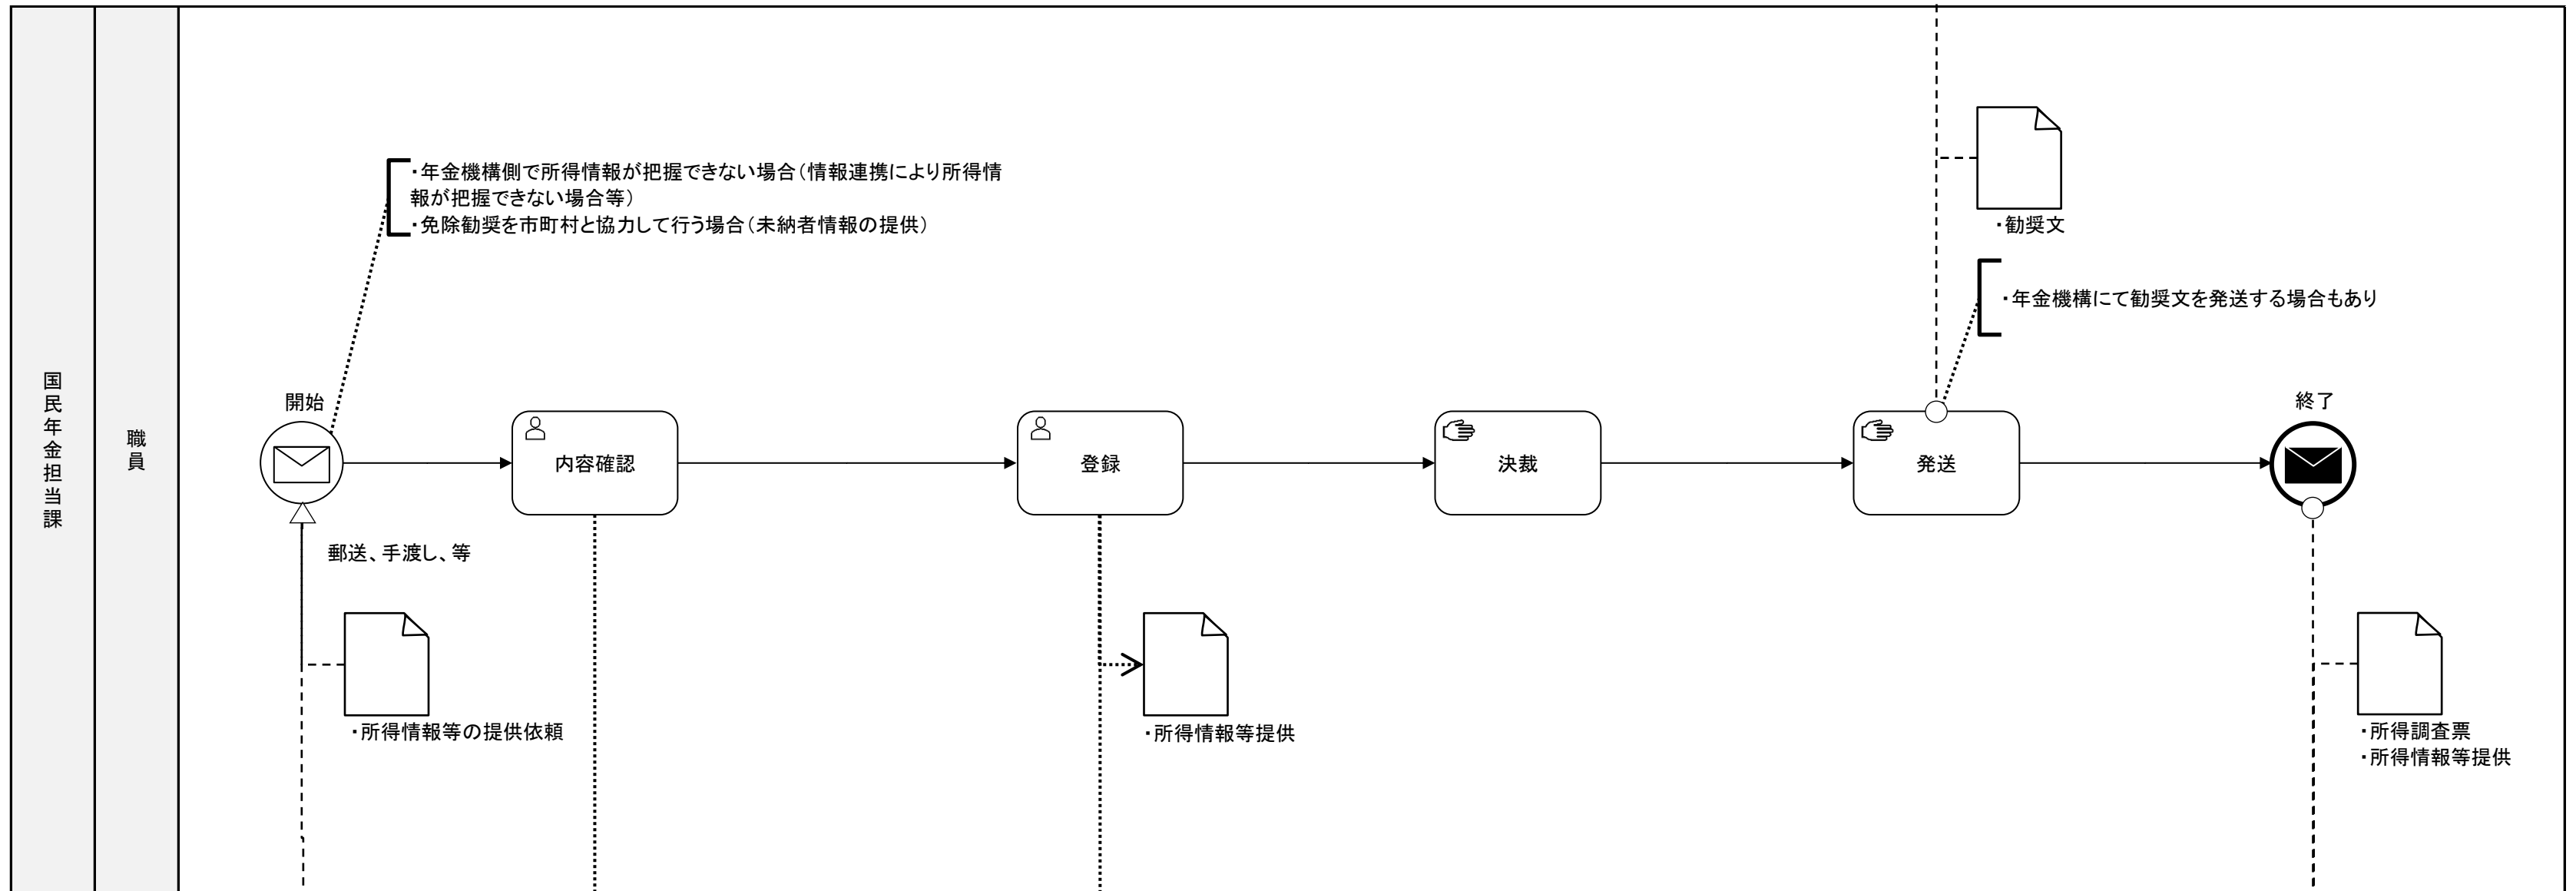 国民年金担当課
職員
・年金機構側で所得情報が把握できない場合（情報連携により所得情
報が把握できない場合等）
・免除勧奨を市町村と協力して行う場合（未納者情報の提供）
・勧奨文
・年金機構にて勧奨文を発送する場合もあり
開始
内容確認
登録
決裁
発送
終了
郵送、手渡し、等
・所得情報等の提供依頼
・所得情報等提供
・所得調査票
・所得情報等提供